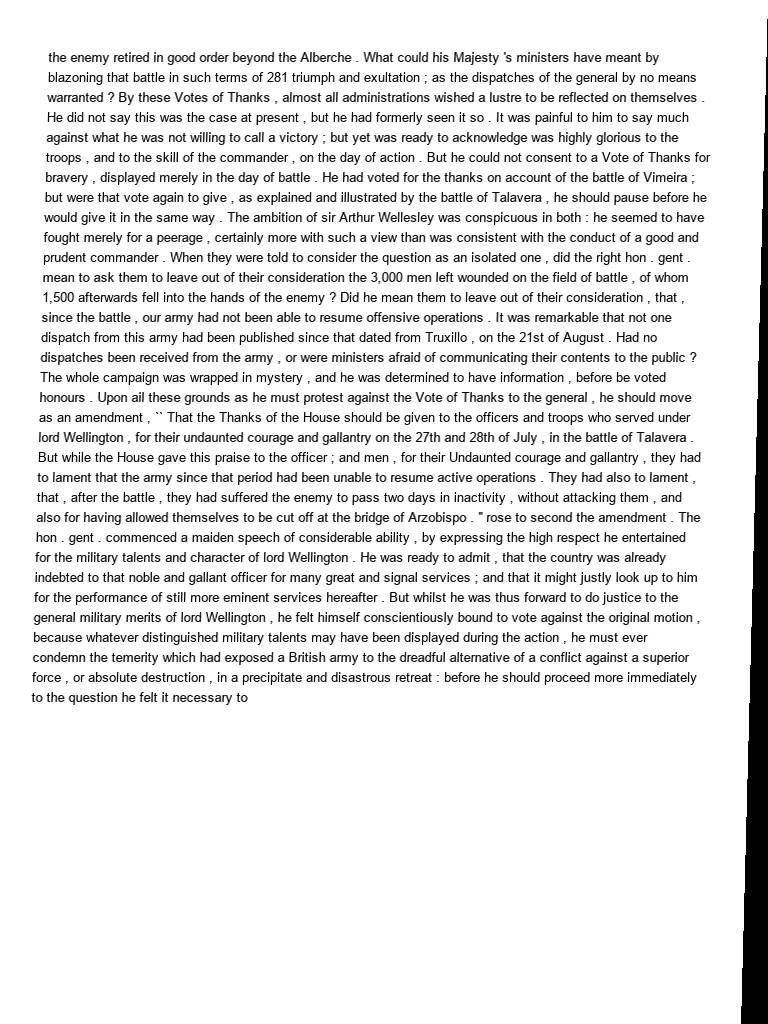 the enemy retired in good order beyond the Alberche . What could his Majesty 's ministers have meant by
blazoning that battle in such terms of 281 triumph and exultation ; as the dispatches of the general by no means
warranted ? By these Votes of Thanks , almost all administrations wished a lustre to be reflected on themselves .
He did not say this was the case at present , but he had formerly seen it so . It was painful to him to say much
against what he was not willing to call a victory ; but yet was ready to acknowledge was highly glorious to the
troops , and to the skill of the commander , on the day of action . But he could not consent to a Vote of Thanks for
bravery , displayed merely in the day of battle . He had voted for the thanks on account of the battle of Vimeira ;
but were that vote again to give , as explained and illustrated by the battle of Talavera , he should pause before he
would give it in the same way . The ambition of sir Arthur Wellesley was conspicuous in both : he seemed to have
fought merely for a peerage , certainly more with such a view than was consistent with the conduct of a good and
prudent commander . When they were told to consider the question as an isolated one , did the right hon . gent .
mean to ask them to leave out of their consideration the 3,000 men left wounded on the field of battle , of whom
1,500 afterwards fell into the hands of the enemy ? Did he mean them to leave out of their consideration , that ,
since the battle , our army had not been able to resume offensive operations . It was remarkable that not one
dispatch from this army had been published since that dated from Truxillo , on the 21st of August . Had no
dispatches been received from the army , or were ministers afraid of communicating their contents to the public ?
The whole campaign was wrapped in mystery , and he was determined to have information , before be voted
honours . Upon ail these grounds as he must protest against the Vote of Thanks to the general , he should move
as an amendment , `` That the Thanks of the House should be given to the officers and troops who served under
lord Wellington , for their undaunted courage and gallantry on the 27th and 28th of July , in the battle of Talavera .
But while the House gave this praise to the officer ; and men , for their Undaunted courage and gallantry , they had
to lament that the army since that period had been unable to resume active operations . They had also to lament ,
that , after the battle , they had suffered the enemy to pass two days in inactivity , without attacking them , and
also for having allowed themselves to be cut off at the bridge of Arzobispo . " rose to second the amendment . The
hon . gent . commenced a maiden speech of considerable ability , by expressing the high respect he entertained
for the military talents and character of lord Wellington . He was ready to admit , that the country was already
indebted to that noble and gallant officer for many great and signal services ; and that it might justly look up to him
for the performance of still more eminent services hereafter . But whilst he was thus forward to do justice to the
general military merits of lord Wellington , he felt himself conscientiously bound to vote against the original motion ,
because whatever distinguished military talents may have been displayed during the action , he must ever
condemn the temerity which had exposed a British army to the dreadful alternative of a conflict against a superior
force , or absolute destruction , in a precipitate and disastrous retreat : before he should proceed more immediately
to the question he felt it necessary to